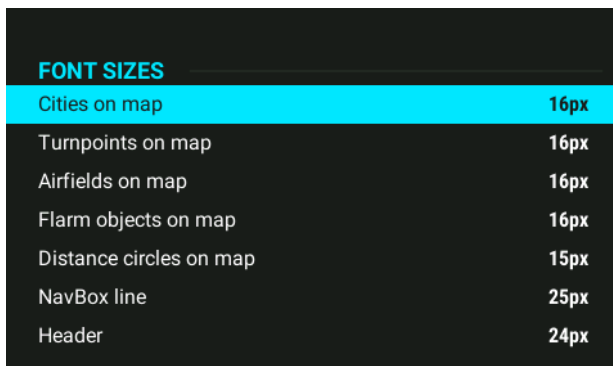 FONT SIZES
Cities on map 16px
Turnpoints on map 16px
Airfields on map 16px
Flarm objects on map 16px
Distance circles on map 15px
NavBox line 25px
Header 24px